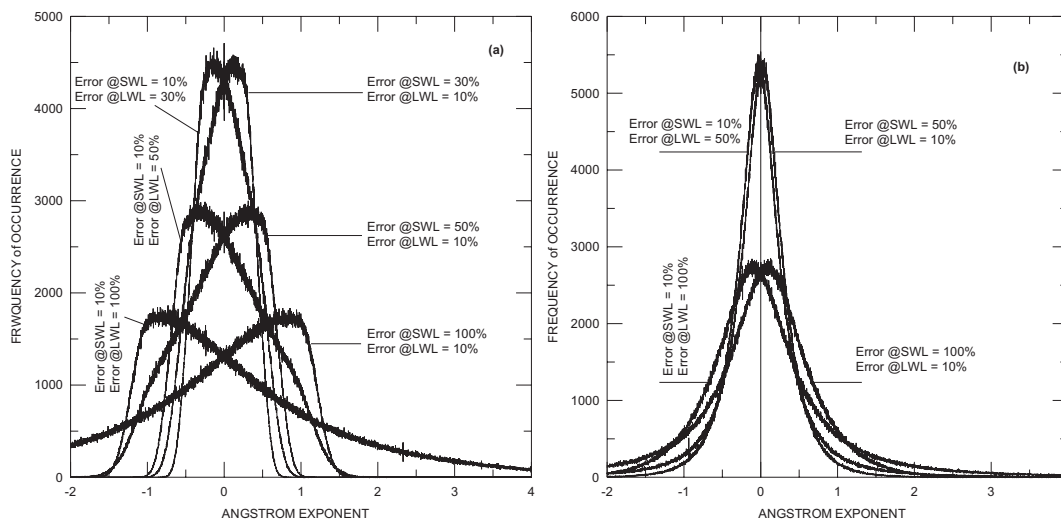 5000
4000
3000
2000
1000
0
FRWQUENCY of OCCURRENCE
(a)
Error @SWL = 10%
Error @LWL = 30%
Error @SWL = 30%
Error @LWL = 10%
Error @SWL = 10%
Error @LWL = 50%
Error @SWL = 50%
Error @LWL = 10%
Error @SWL = 10%
Error @LWL = 100%
Error @SWL = 100%
Error @LWL = 10%
-2 -1 0 1 2 3 4
ANGSTROM EXPONENT
6000
5000
4000
3000
2000
1000
0
FREQUENCY of OCCURRENCE
(b)
Error @SWL = 10%
Error @LWL = 50%
Error @SWL = 50%
Error @LWL = 10%
Error @SWL = 10%
Error @LWL = 100%
Error @SWL = 100%
Error @LWL = 10%
-2 -1 0 1 2 3
ANGSTROM EXPONENT